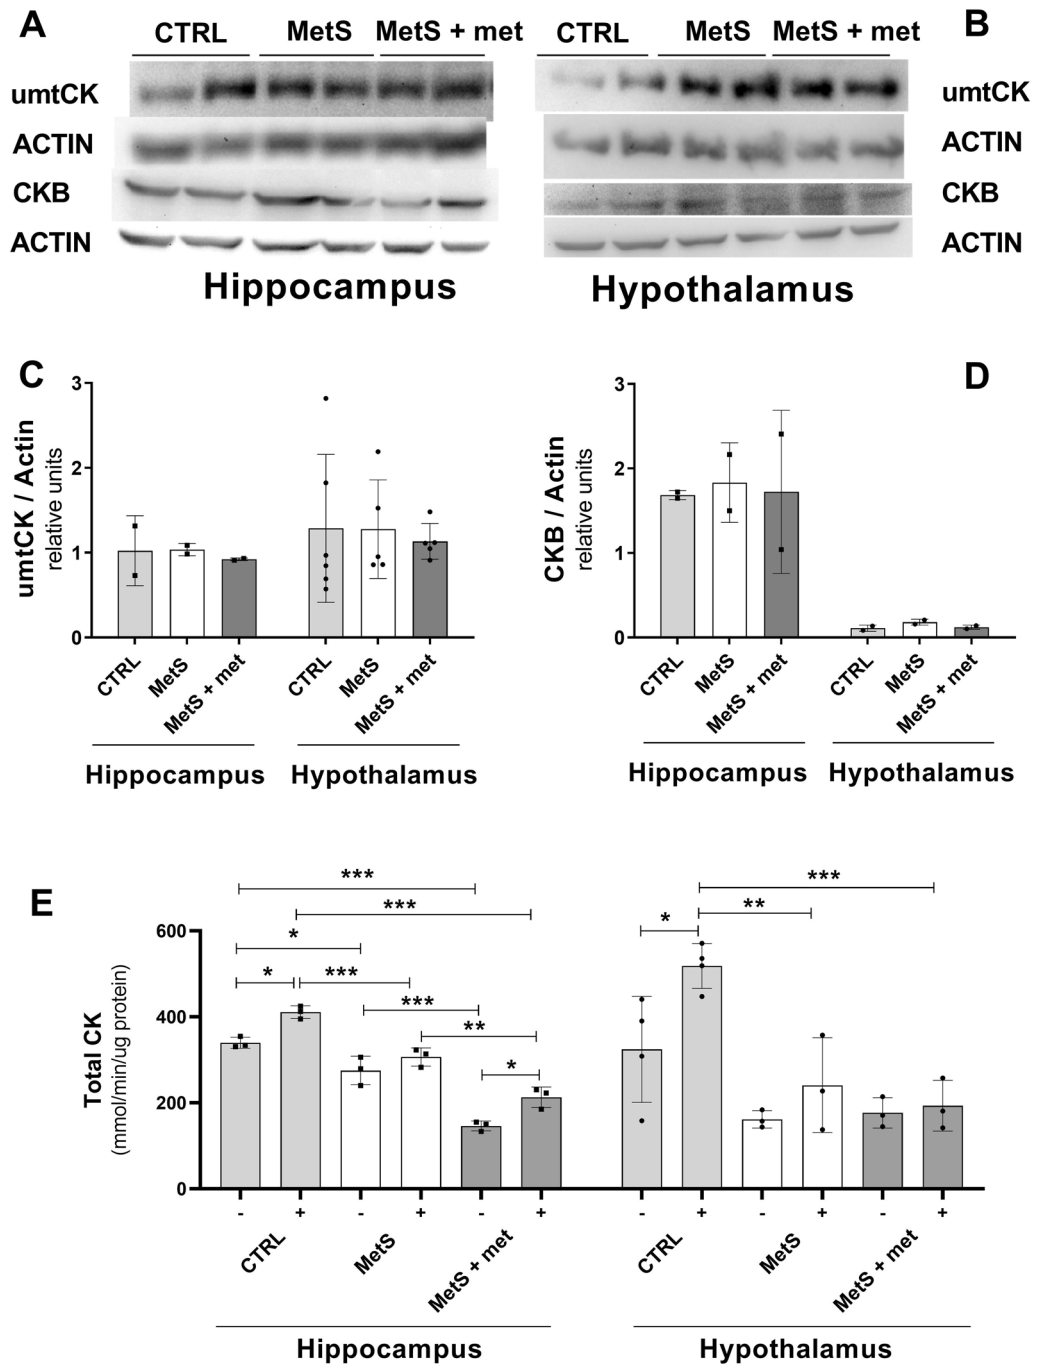 A
CTRL MetS MetS + met
CTRL MetS MetS + met
B
umtCK
ACTIN
CKB
ACTIN
umtCK
ACTIN
CKB
ACTIN
Hippocampus
Hypothalamus
C
umtCK / Actin
relative units
3
2
1
0
CTRL
MetS
MetS + met
CTRL
MetS
MetS + met
Hippocampus
Hypothalamus
D
CKB / Actin
relative units
3
2
1
0
CTRL
MetS
MetS + met
CTRL
MetS
MetS + met
Hippocampus
Hypothalamus
E
Total CK
(mmol/min/ug protein)
600
400
200
0
***
***
*
* ***
***
**
*
***
**
*
- + - + - + - + - + - +
CTRL
MetS
MetS + met
CTRL
MetS
MetS + met
Hippocampus
Hypothalamus